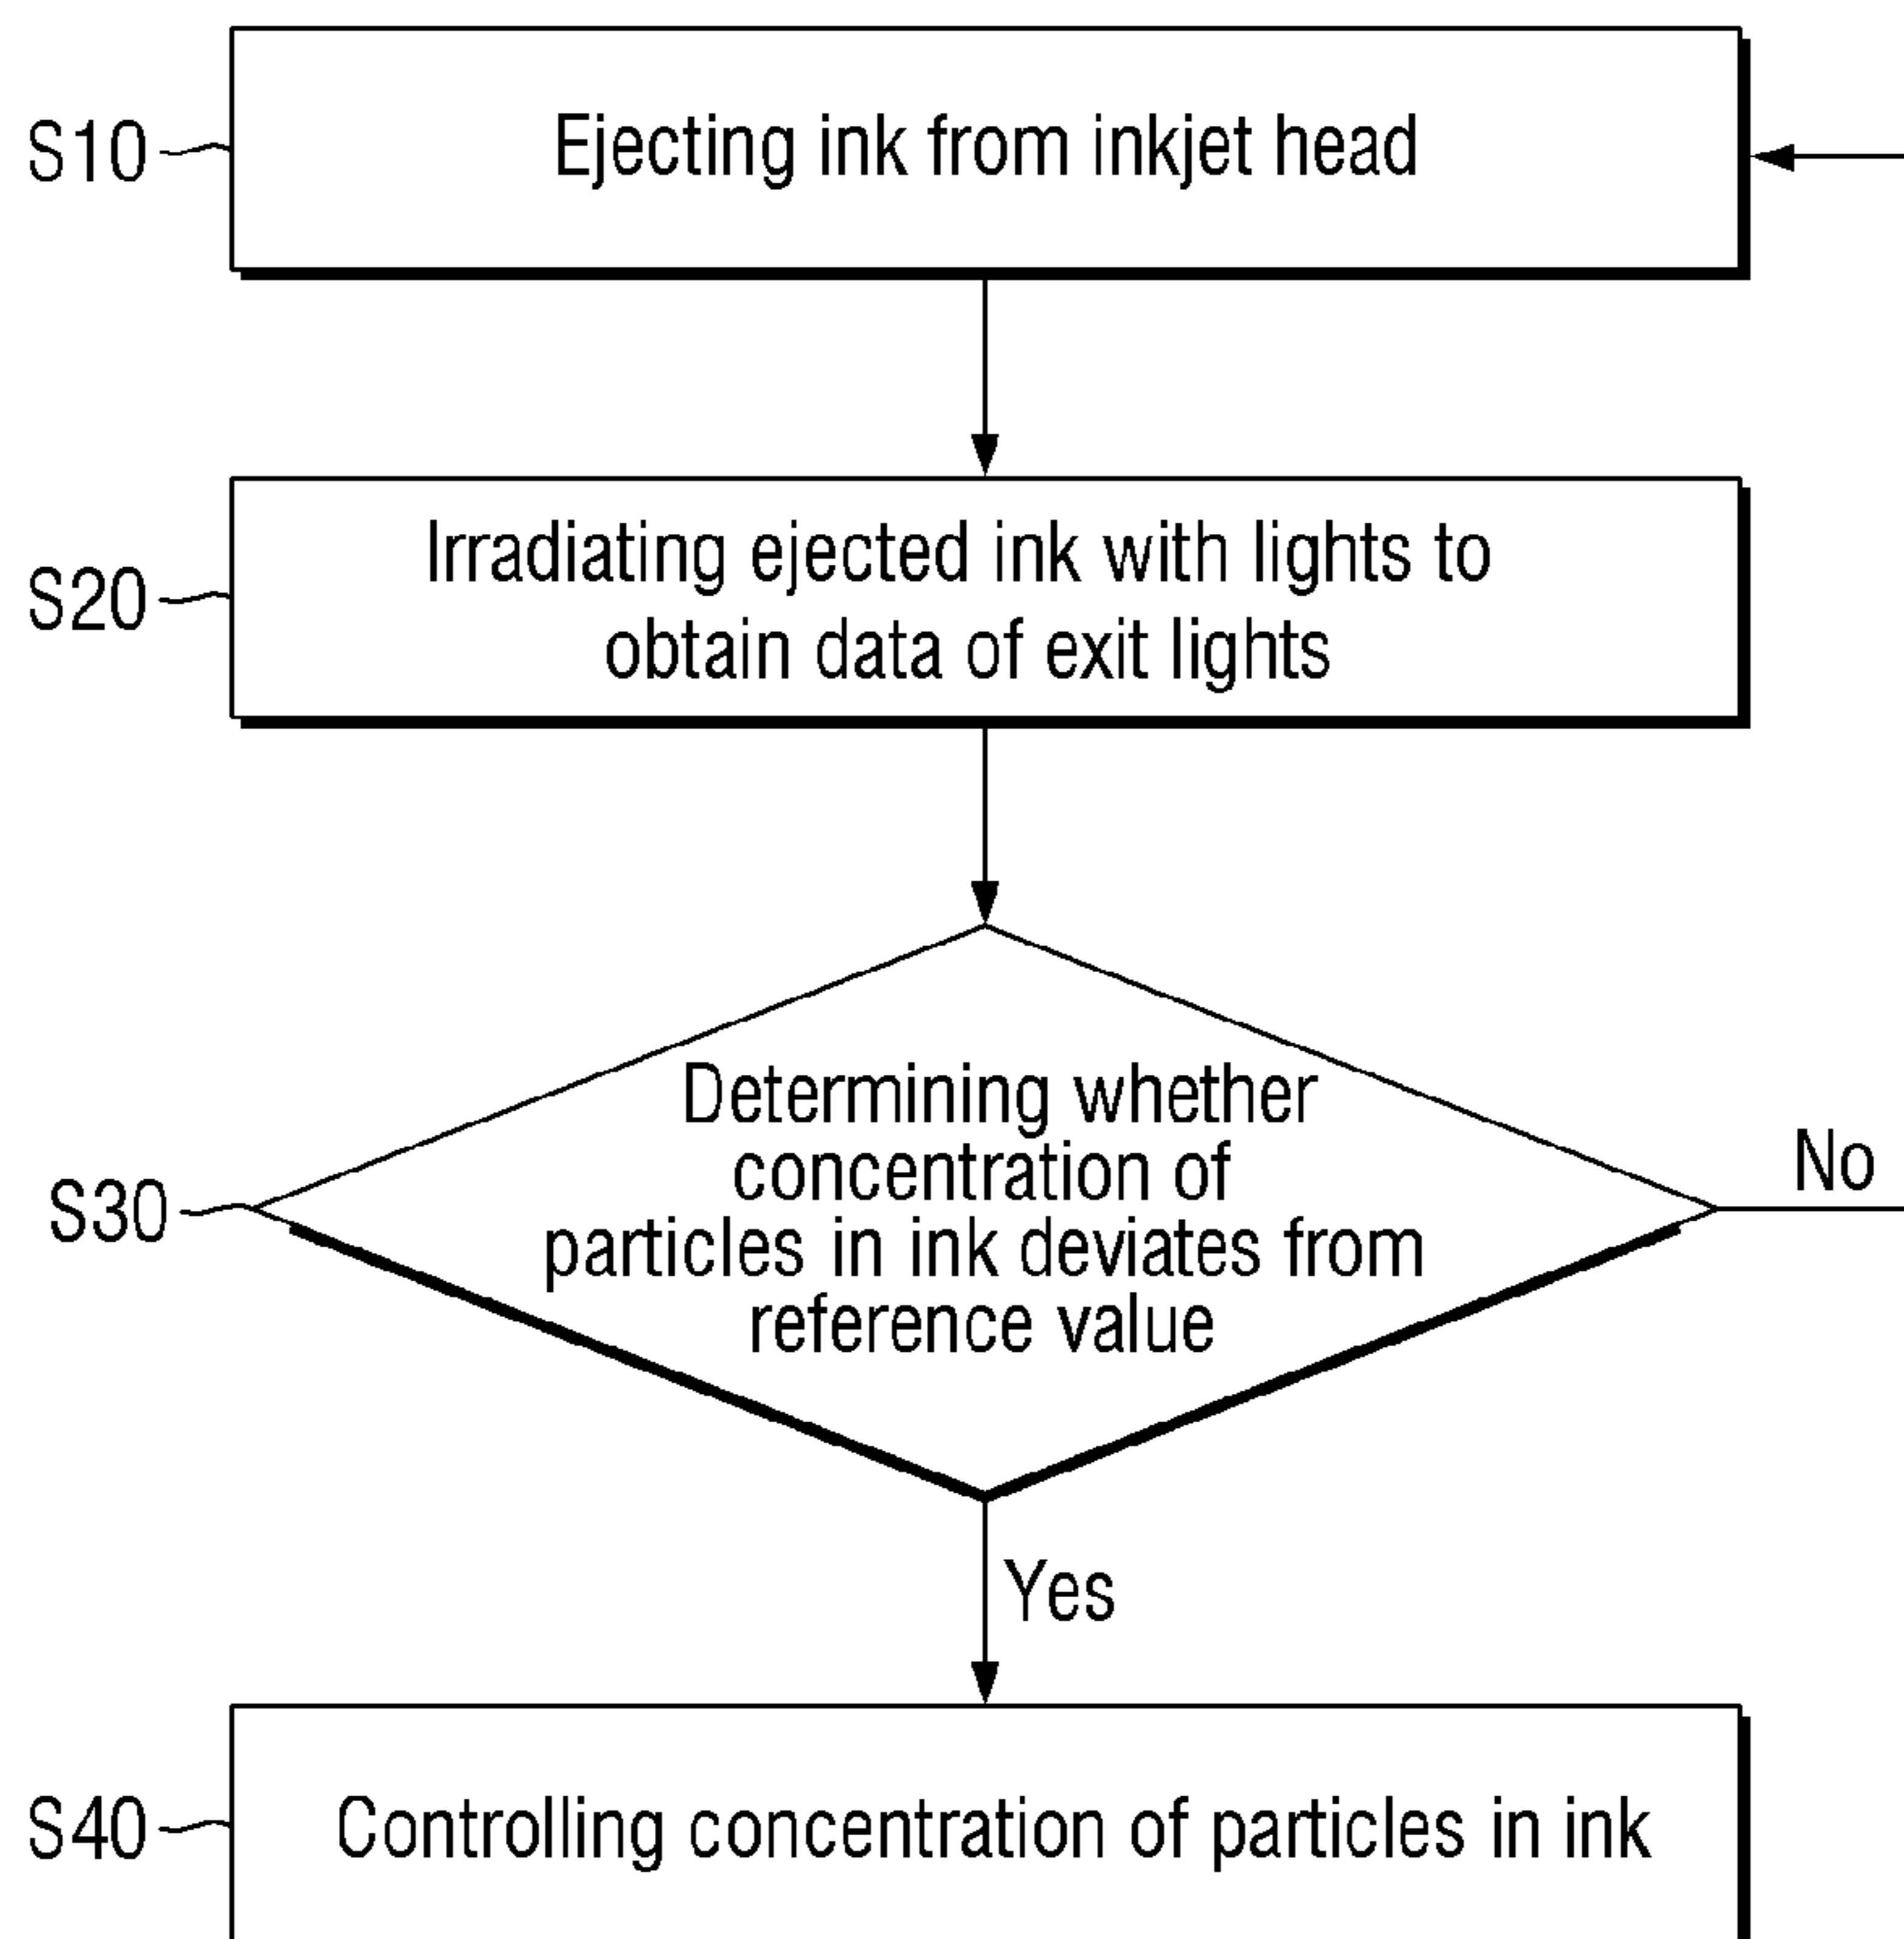 S10
Ejecting ink from inkjet head
S20
Irradiating ejected ink with lights to
obtain data of exit lights
S30
Determining whether
concentration of
particles in ink deviates from
reference value
No
Yes
S40
Controlling concentration of particles in ink